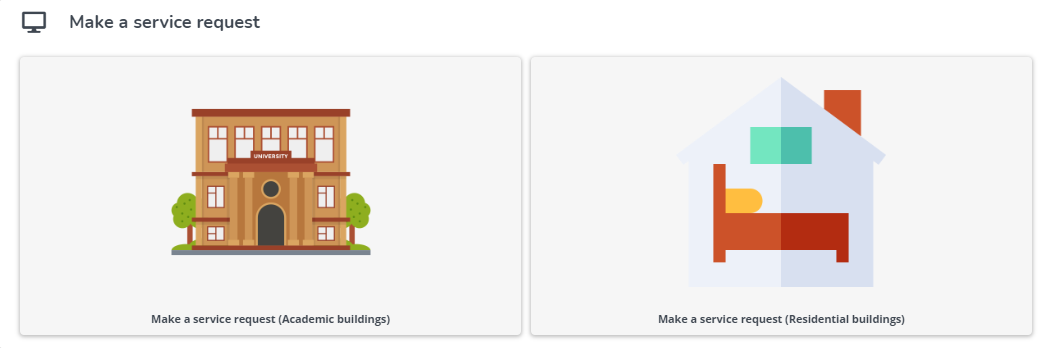 Make a service request
UNIVERSITY
Make a service request (Academic buildings)
Make a service request (Residential buildings)